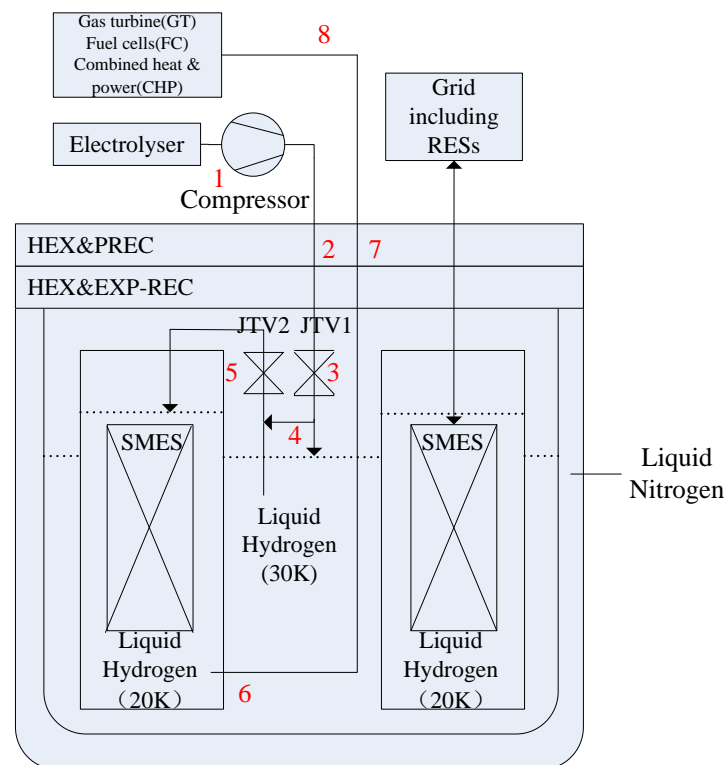 Gas turbine(GT)
Fuel cells(FC)
Combined heat &
power(CHP)
8
Grid
including
RESs
Electrolyser
1
Compressor
HEX&PREC
2
7
HEX&EXP-REC
JTV2
JTV1
5
3
4
SMES
SMES
Liquid
Nitrogen
Liquid
Hydrogen
(30K)
Liquid
Hydrogen
（20K）
6
Liquid
Hydrogen
（20K）